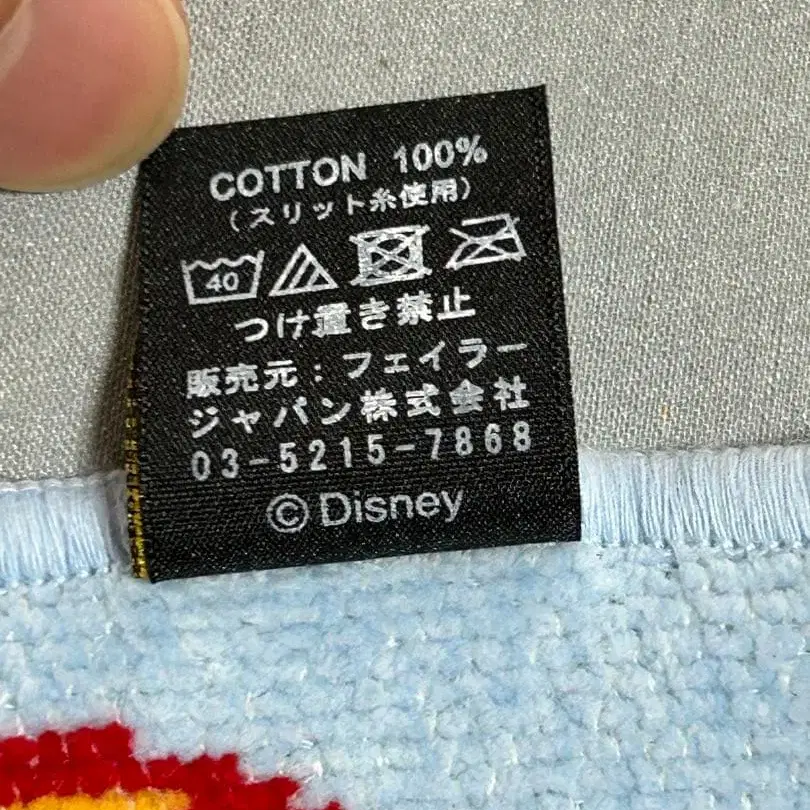 COTTON 100%
(スリット糸使用)
40
つけ置き禁止
販売元：フェイラー
ジャパン株式会社
03-5215-7868
©Disney